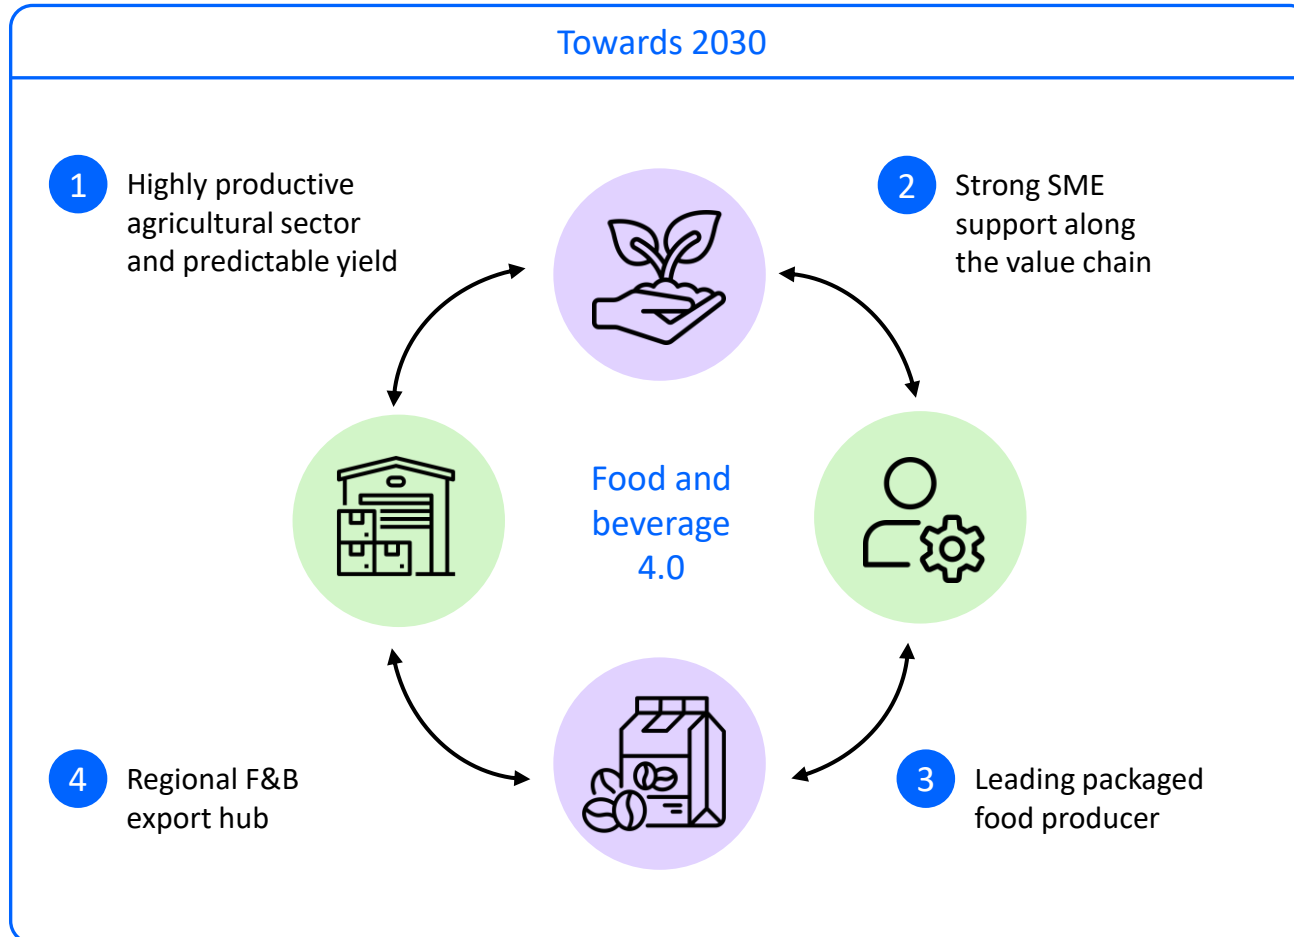 Towards 2030
1
Highly productive
agricultural sector
and predictable yield
2
Strong SME
support along
the value chain
Food and
beverage
4.0
4
Regional F&B
export hub
3
Leading packaged
food producer